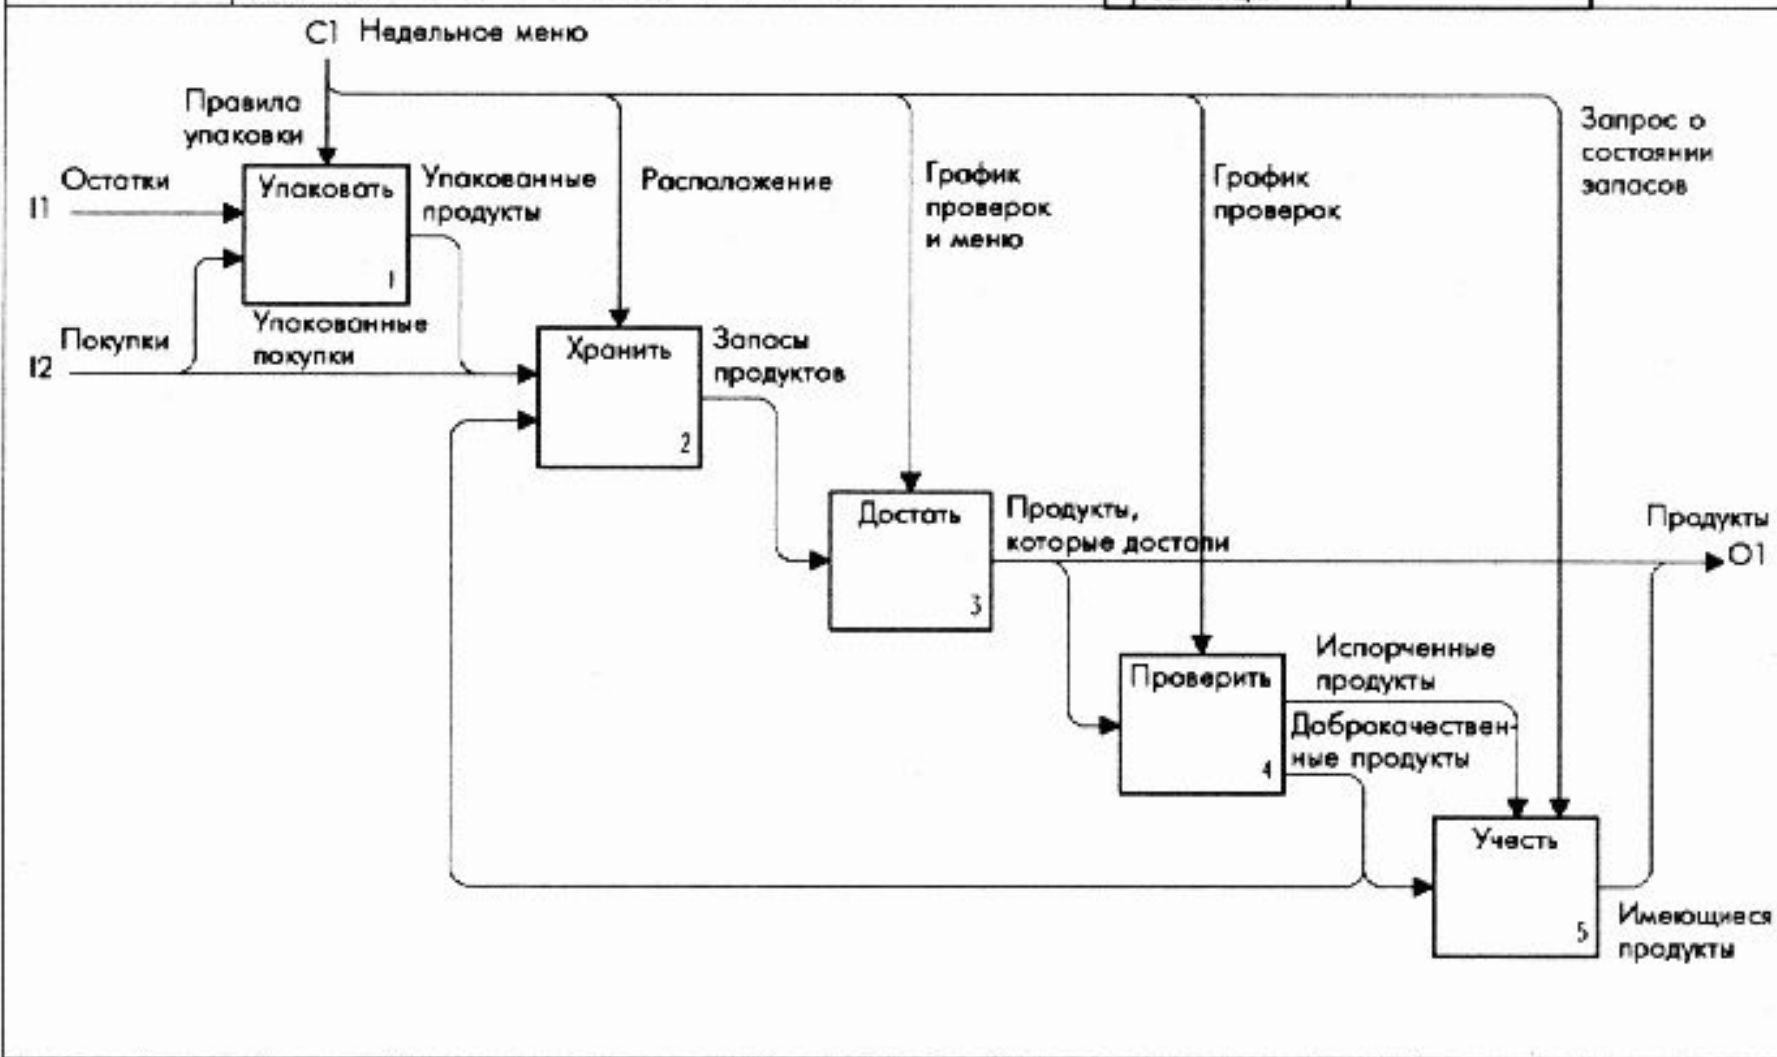 C1 Недельное меню
Правила
упаковки
Остатки
I1
Упаковать
1
Упакованные
продукты
Расположение
График
проверок
и меню
График
проверок
Запрос о
состоянии
запасов
Покупки
I2
Упакованные
покупки
Хранить
2
Запасы
продуктов
Достать
3
Продукты,
которые достали
Продукты
O1
Проверить
4
Испорченные
продукты
Доброкачествен-
ные продукты
Учесть
5
Имеющиеся
продукты